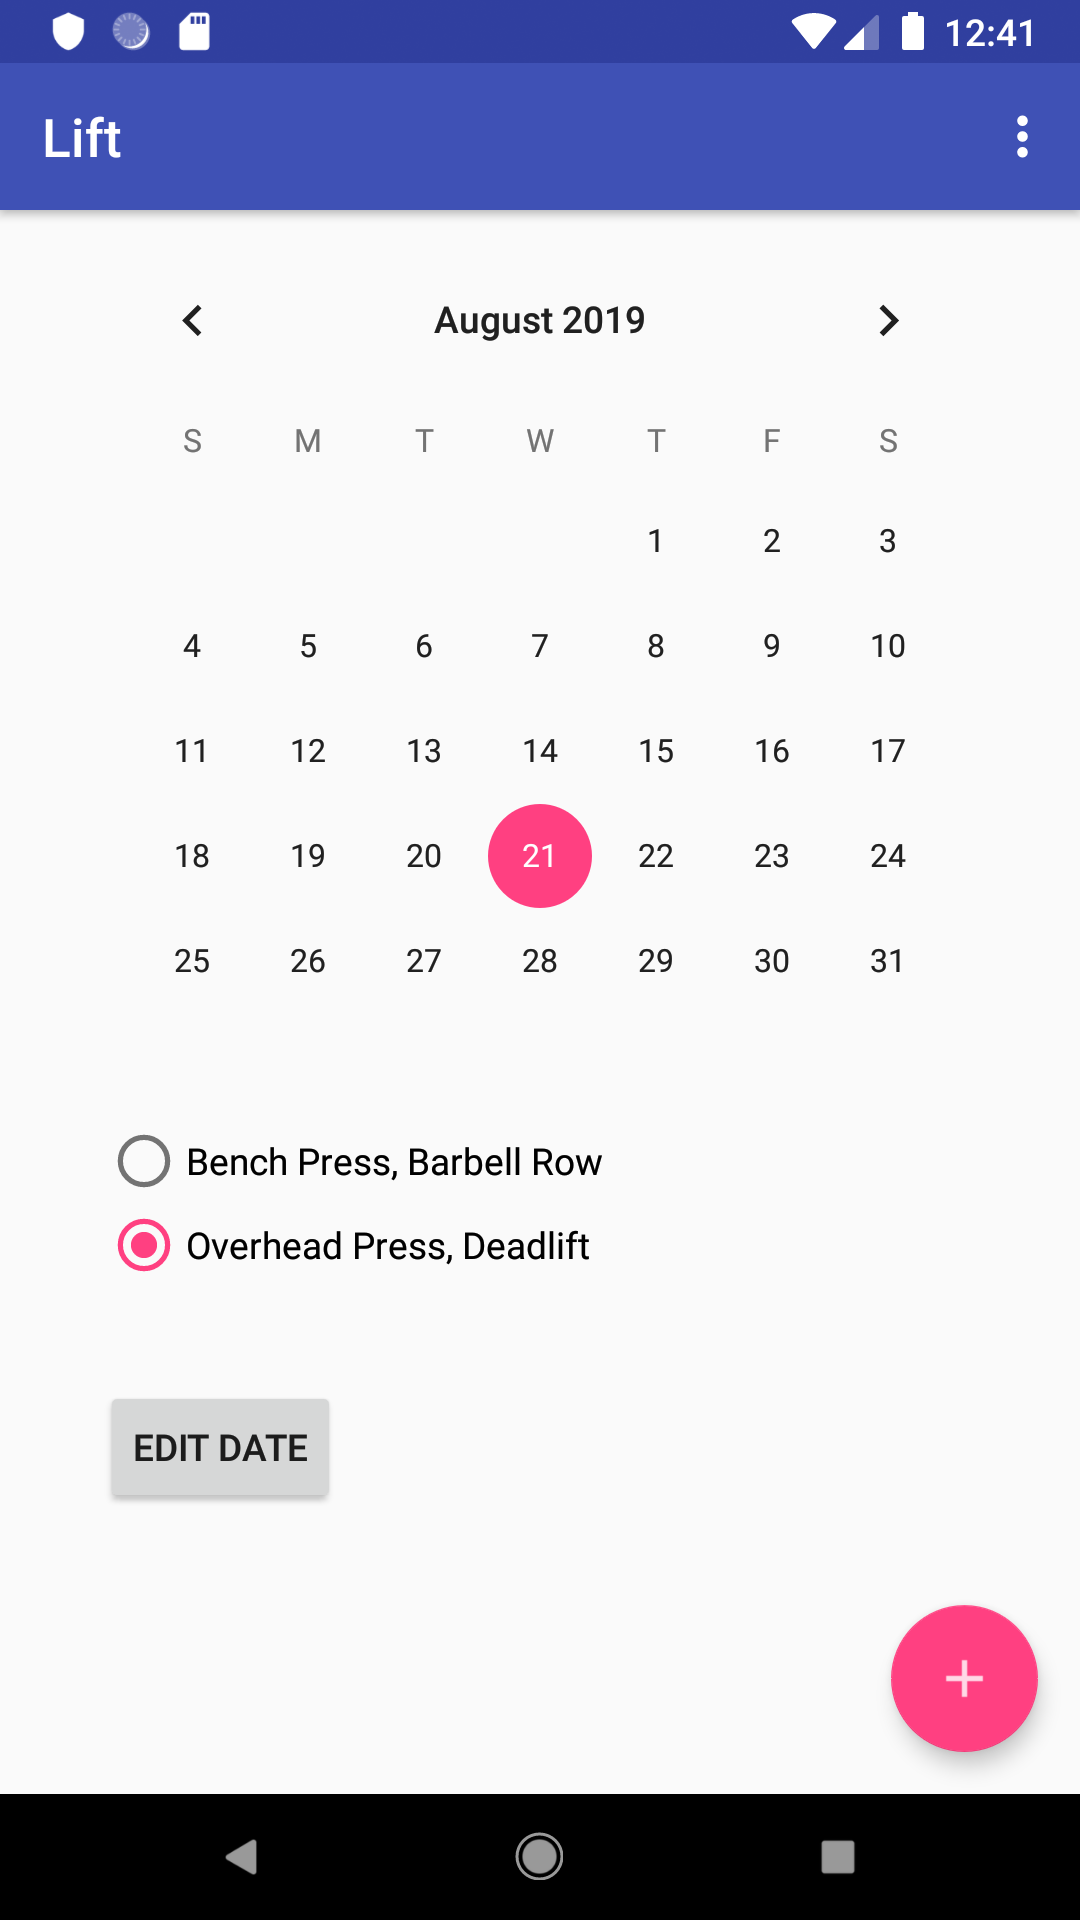 12:41
Lift
August 2019
S M T W T F S
1 2 3
4 5 6 7 8 9 10
11 12 13 14 15 16 17
18 19 20 21 22 23 24
25 26 27 28 29 30 31
Bench Press, Barbell Row
Overhead Press, Deadlift
EDIT DATE